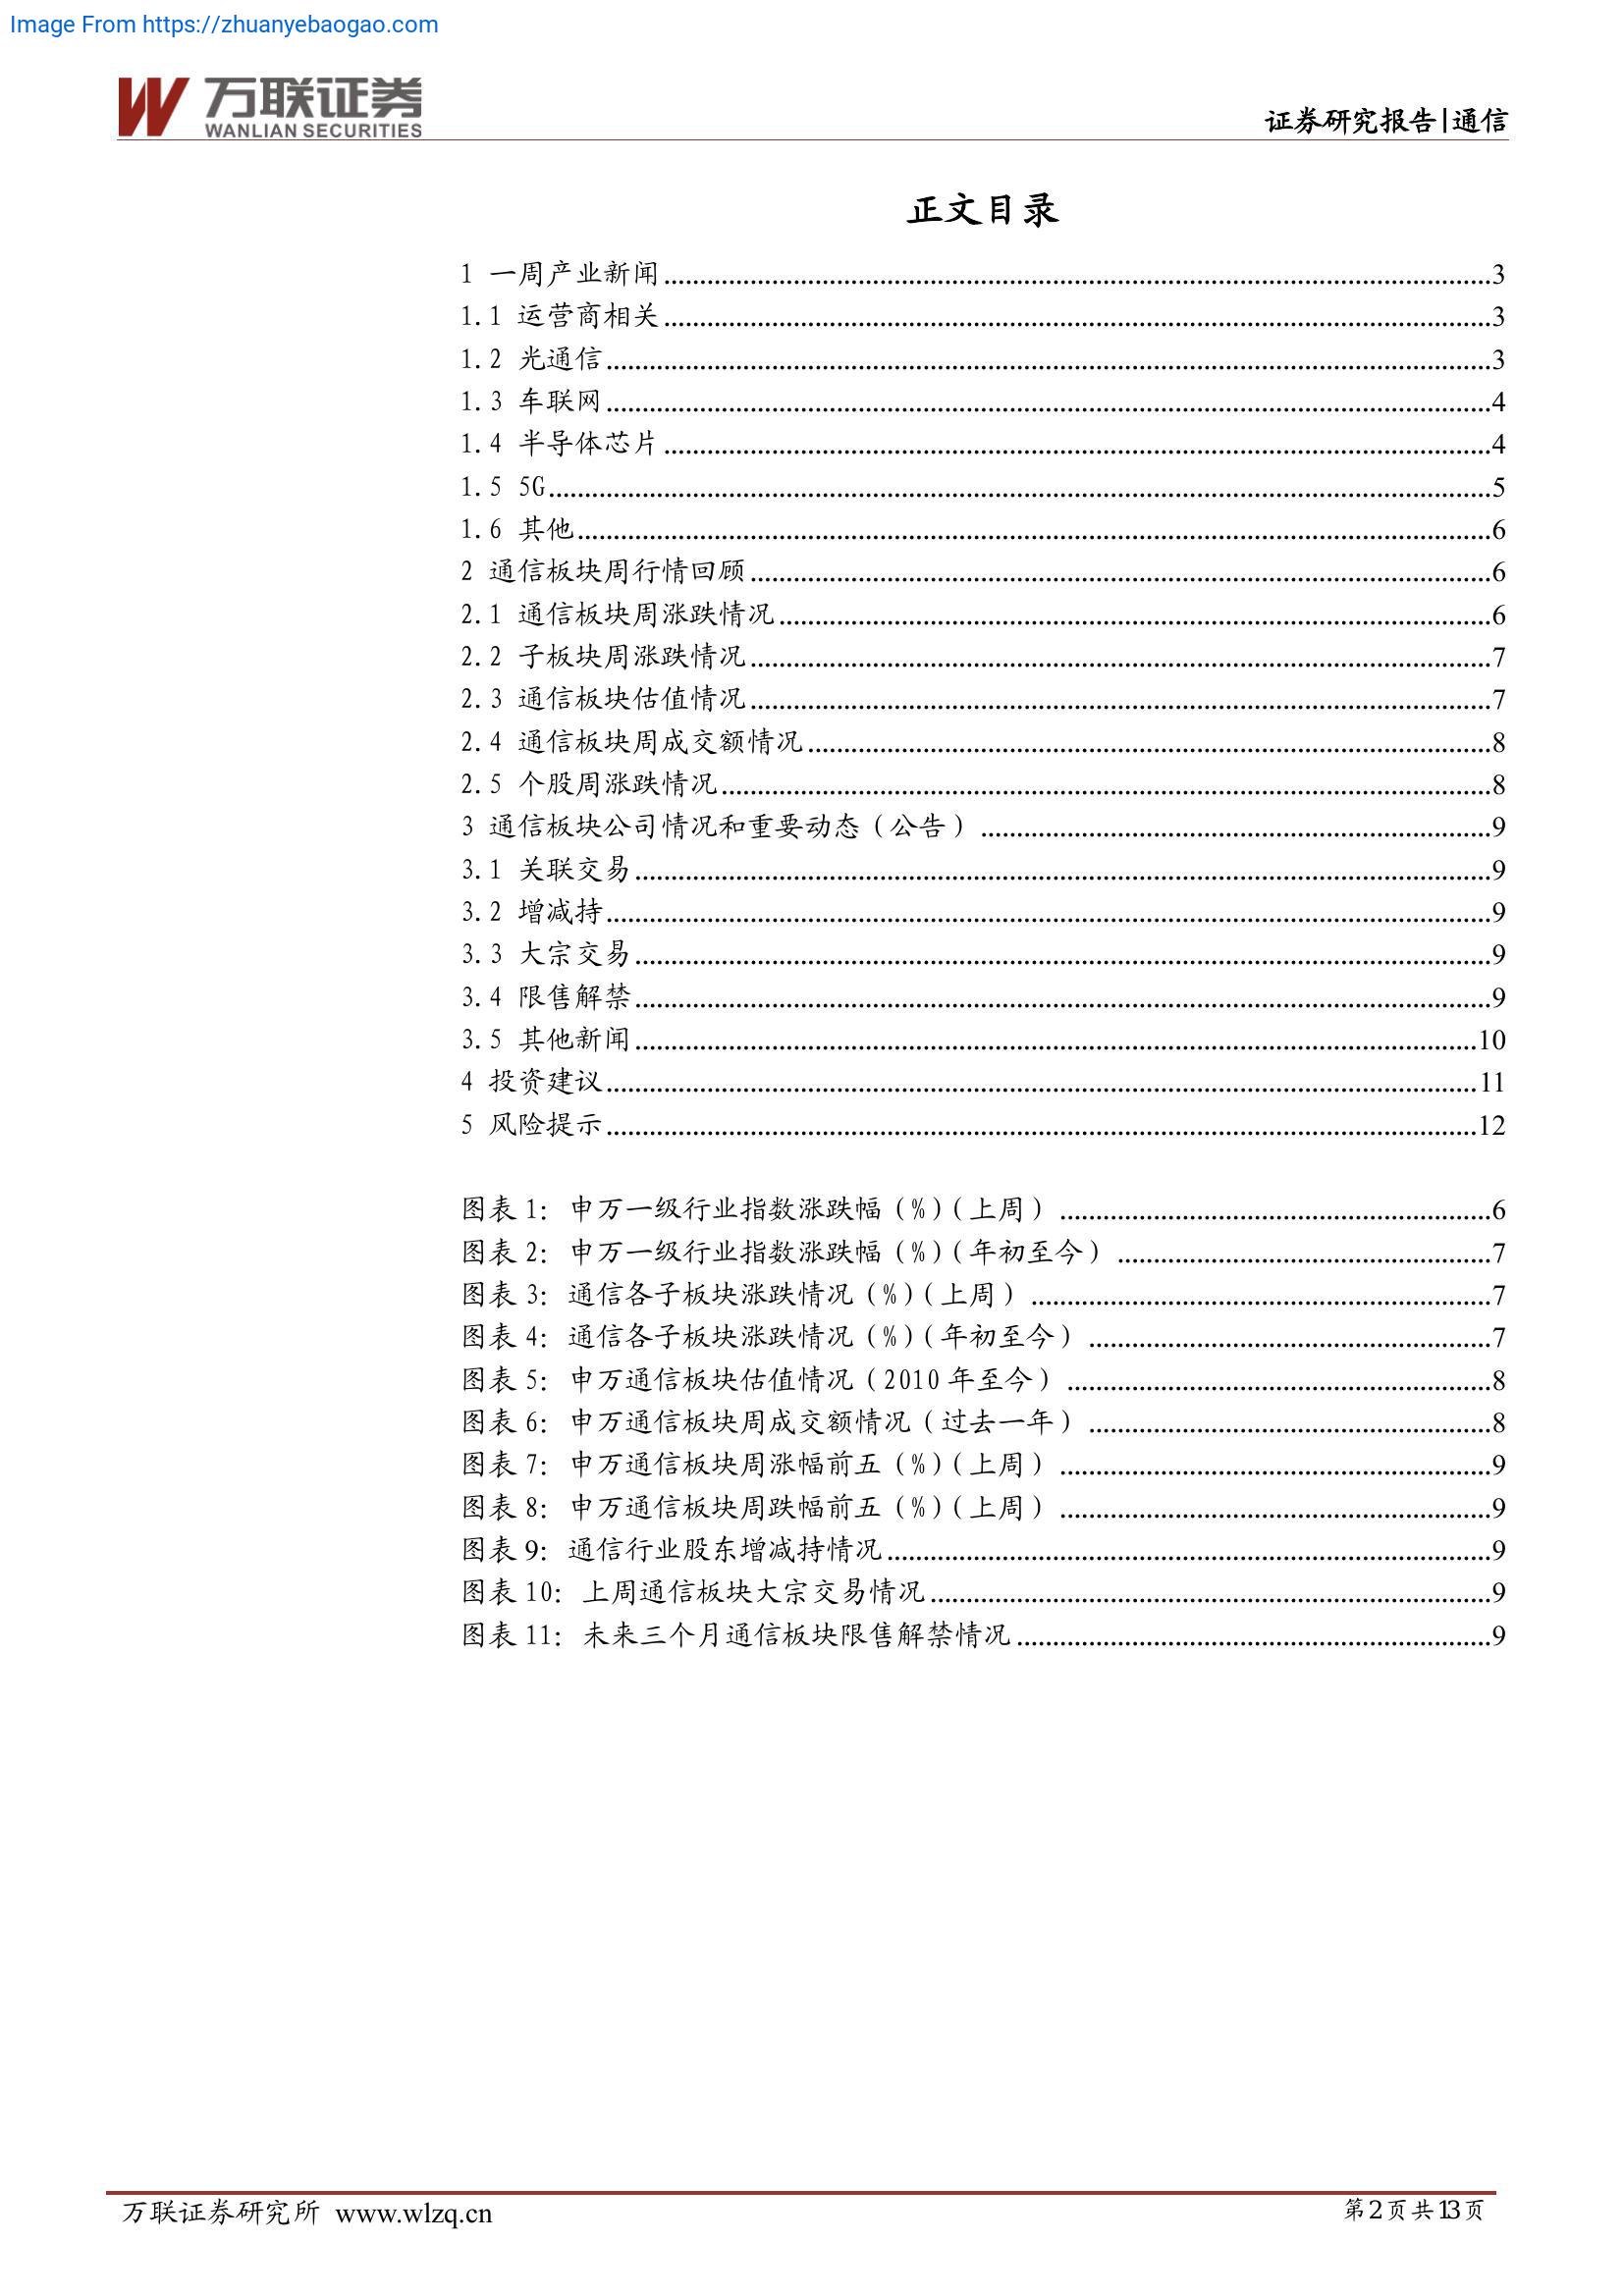 Image From https://zhuanyebaogao.com
万联证券
WANLIAN SECURITIES
证券研究报告|通信
正文目录
1 一周产业新闻...3
1.1 运营商相关...3
1.2 光通信...3
1.3 车联网...4
1.4 半导体芯片...4
1.5 5G...5
1.6 其他...6
2 通信板块周行情回顾...6
2.1 通信板块周涨跌情况...6
2.2 子板块周涨跌情况...7
2.3 通信板块估值情况...7
2.4 通信板块周成交额情况...8
2.5 个股周涨跌情况...8
3 通信板块公司情况和重要动态（公告）...9
3.1 关联交易...9
3.2 增减持...9
3.3 大宗交易...9
3.4 限售解禁...9
3.5 其他新闻...10
4 投资建议...11
5 风险提示...12
图表 1：申万一级行业指数涨跌幅（%）（上周）...6
图表 2：申万一级行业指数涨跌幅（%）（年初至今）...7
图表 3：通信各子板块涨跌情况（%）（上周）...7
图表 4：通信各子板块涨跌情况（%）（年初至今）...7
图表 5：申万通信板块估值情况（2010 年至今）...8
图表 6：申万通信板块周成交额情况（过去一年）...8
图表 7：申万通信板块周涨幅前五（%）（上周）...9
图表 8：申万通信板块周跌幅前五（%）（上周）...9
图表 9：通信行业股东增减持情况...9
图表 10：上周通信板块大宗交易情况...9
图表 11：未来三个月通信板块限售解禁情况...9
万联证券研究所 www.wlzq.cn
第2页共13页